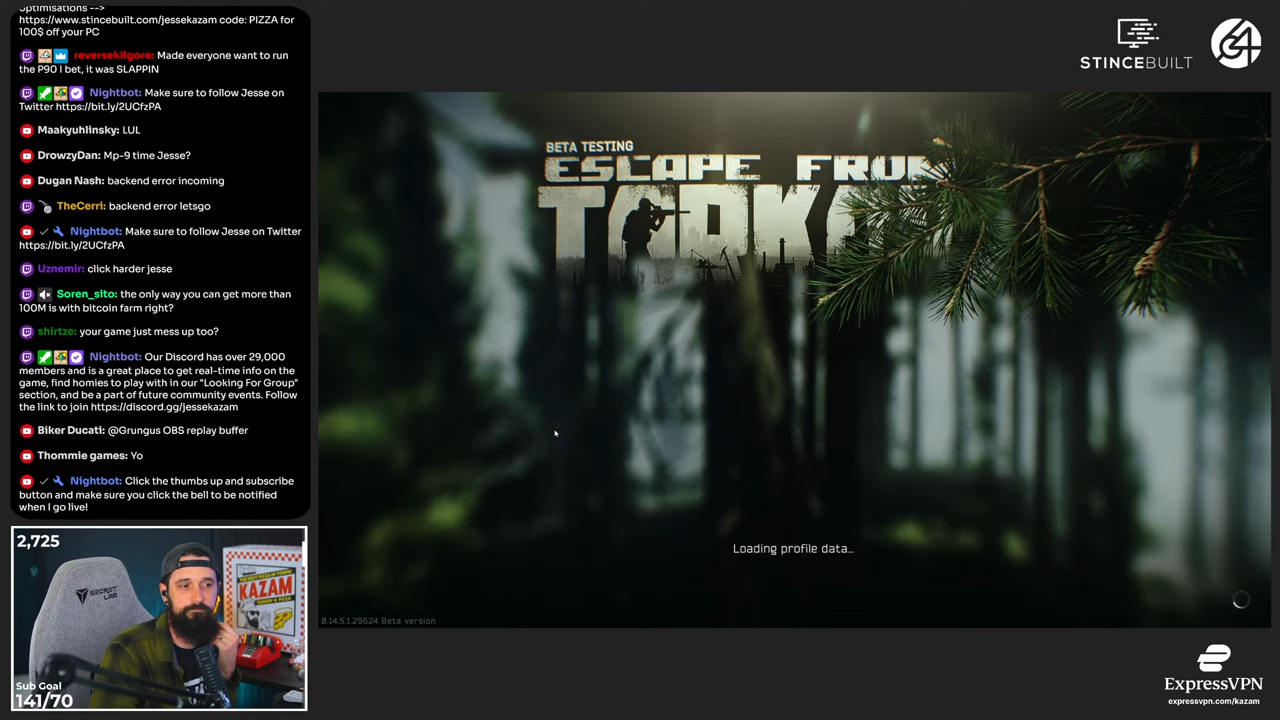 optimisations -->
https://www.stincebuilt.com/jessekazam code: PIZZA for
100$ off your PC
reversekilgore: Made everyone want to run
the P90 I bet, it was SLAPPIN
Nightbot: Make sure to follow Jesse on
Twitter https://bit.ly/2UCfzPA
Maakyuhlinsky: LUL
DrowzyDan: Mp-9 time Jesse?
Dugan Nash: backend error incoming
TheCerri: backend error letsgo
Nightbot: Make sure to follow Jesse on Twitter
https://bit.ly/2UCfzPA
Uznemir: click harder jesse
Soren_sito: the only way you can get more than
100M is with bitcoin farm right?
shirtze: your game just mess up too?
Nightbot: Our Discord has over 29,000
members and is a great place to get real-time info on the
game, find homies to play with in our "Looking For Group"
section, and be a part of future community events. Follow
the link to join https://discord.gg/jessekazam
Biker Ducati: @Grungus OBS replay buffer
Thommie games: Yo
Nightbot: Click the thumbs up and subscribe
button and make sure you click the bell to be notified
when I go live!
2,725
SECRET
LAB
KAZAM
Sub Goal
141/70
STINCEBUILT
G4
BETA TESTING
ESCAPE FROM
TARKO
Loading profile data...
0.14.5.1.29624 Beta version
ExpressVPN
expressvpn.com/kazam